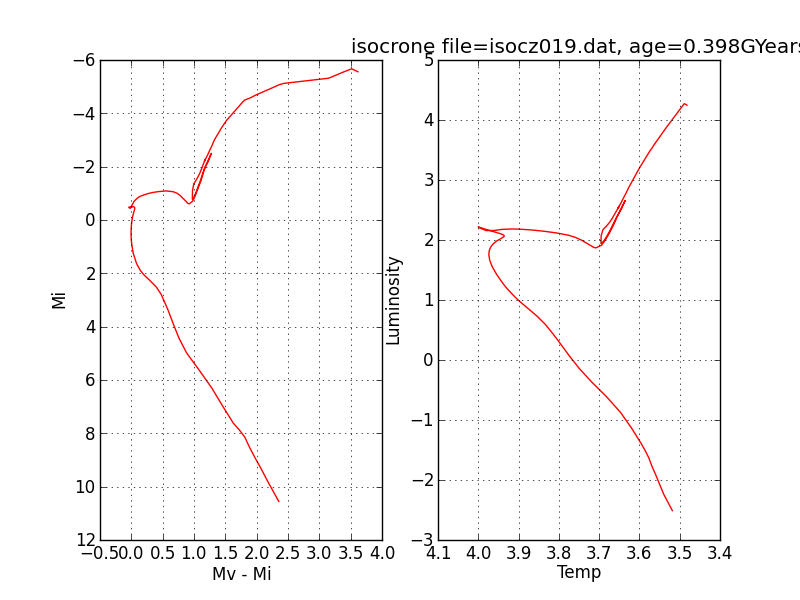 isocrone file=isocz019.dat, age=0.398GYears
−6
−4
−2
0
2
4
6
8
10
12
Mi
−0.5 0.0 0.5 1.0 1.5 2.0 2.5 3.0 3.5 4.0
Mv - Mi
5
4
3
2
1
0
−1
−2
−3
Luminosity
4.1 4.0 3.9 3.8 3.7 3.6 3.5 3.4
Temp